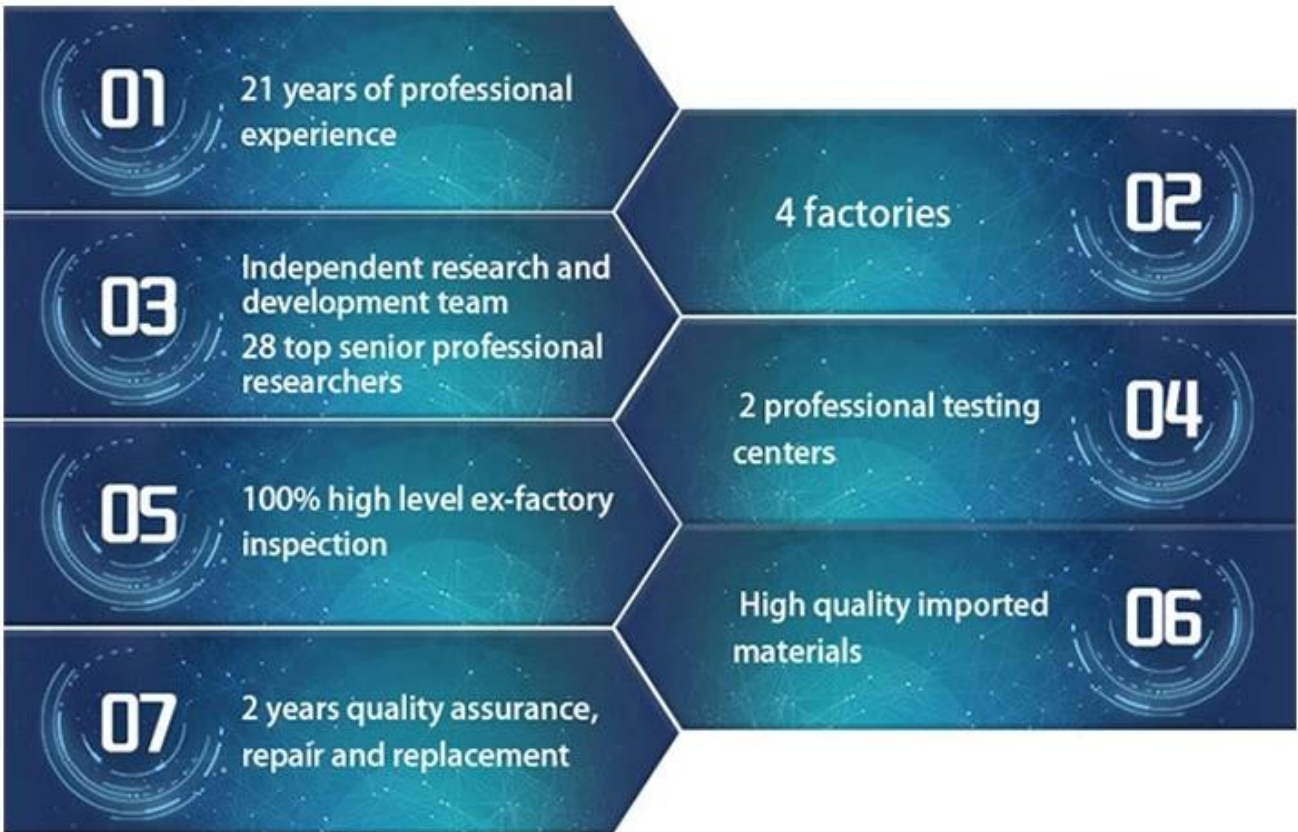 01
21 years of professional
experience
02
4 factories
03
Independent research and
development team
28 top senior professional
researchers
04
2 professional testing
centers
05
100% high level ex-factory
inspection
06
High quality imported
materials
07
2 years quality assurance,
repair and replacement